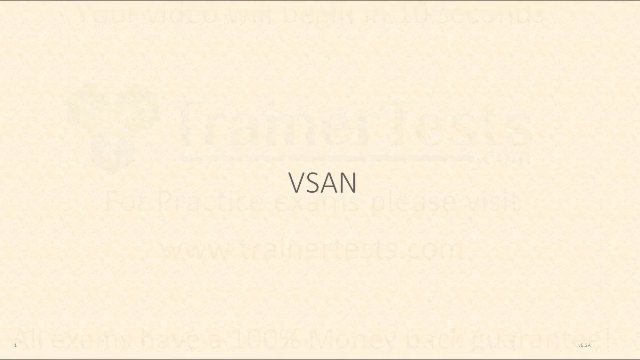 Your video will begin in 10 seconds
TrainerTests
.com
VSAN
For Practice exams please visit
www.trainertests.com
All exams have a 100% Money back guarantee!